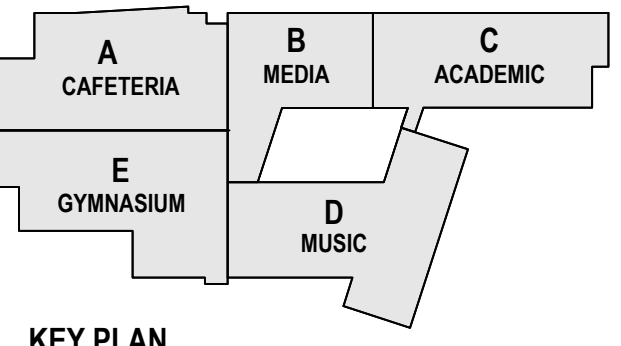 A
CAFETERIA
B
MEDIA
C
ACADEMIC
E
GYMNASIUM
D
MUSIC
KEY PLAN